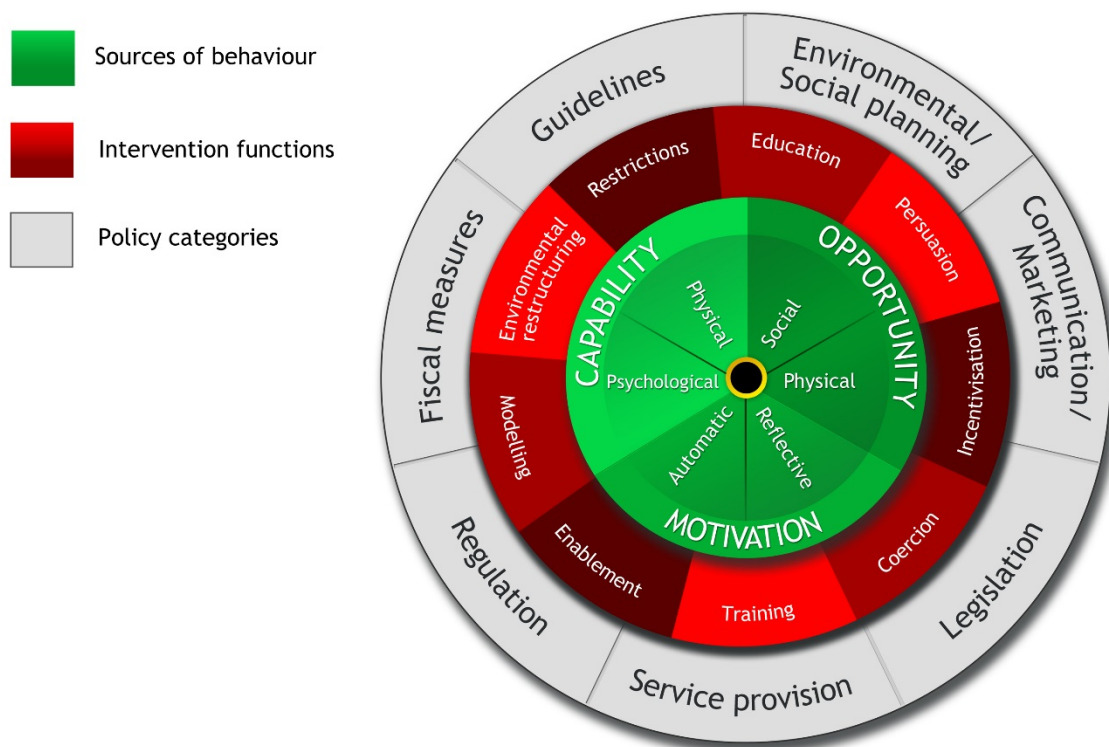 Sources of behaviour
Intervention functions
Policy categories
Guidelines
Environmental/
Social planning
Communication/
Marketing
Legislation
Service provision
Regulation
Fiscal measures
Restrictions
Education
Persuasion
Incentivisation
Coercion
Training
Enablement
Modelling
Environmental
restructuring
CAPABILITY
OPPORTUNITY
MOTIVATION
Physical
Social
Physical
Reflective
Automatic
Psychological